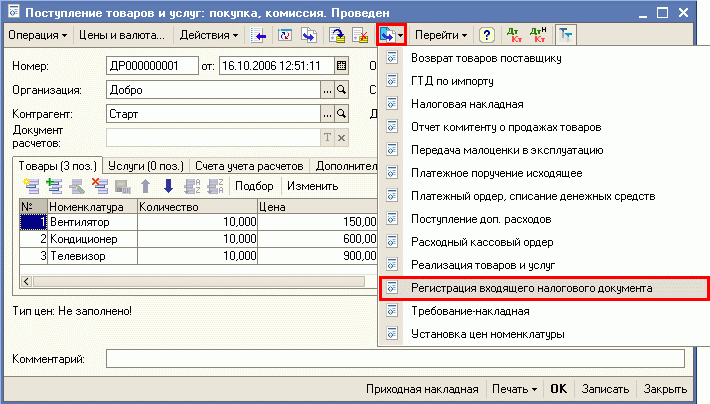 Поступление товаров и услуг: покупка, комиссия. Проведен
Операция Цены и валюта... Действия Перейти
Номер: ДР000000001 от: 16.10.2006 12:51:11 О
Организация: Добро С
Контрагент: Старт
Документ расчетов:
Товары (3 поз.) Услуги (0 поз.) Счета учета расчетов Дополнител
Подбор Изменить
№ Номенклатура Количество Цена
1 Вентилятор 10,000 150,00
2 Кондиционер 10,000 600,00
3 Телевизор 10,000 900,00
Тип цен: Не заполнено!
Комментарий:
Приходная накладная Печать ОК Записать Закрыть
Возврат товаров поставщику
ГТД по импорту
Налоговая накладная
Отчет комитенту о продажах товаров
Передача малоценки в эксплуатацию
Платежное поручение исходящее
Платежный ордер, списание денежных средств
Поступление доп. расходов
Расходный кассовый ордер
Реализация товаров и услуг
Регистрация входящего налогового документа
Требование-накладная
Установка цен номенклатуры